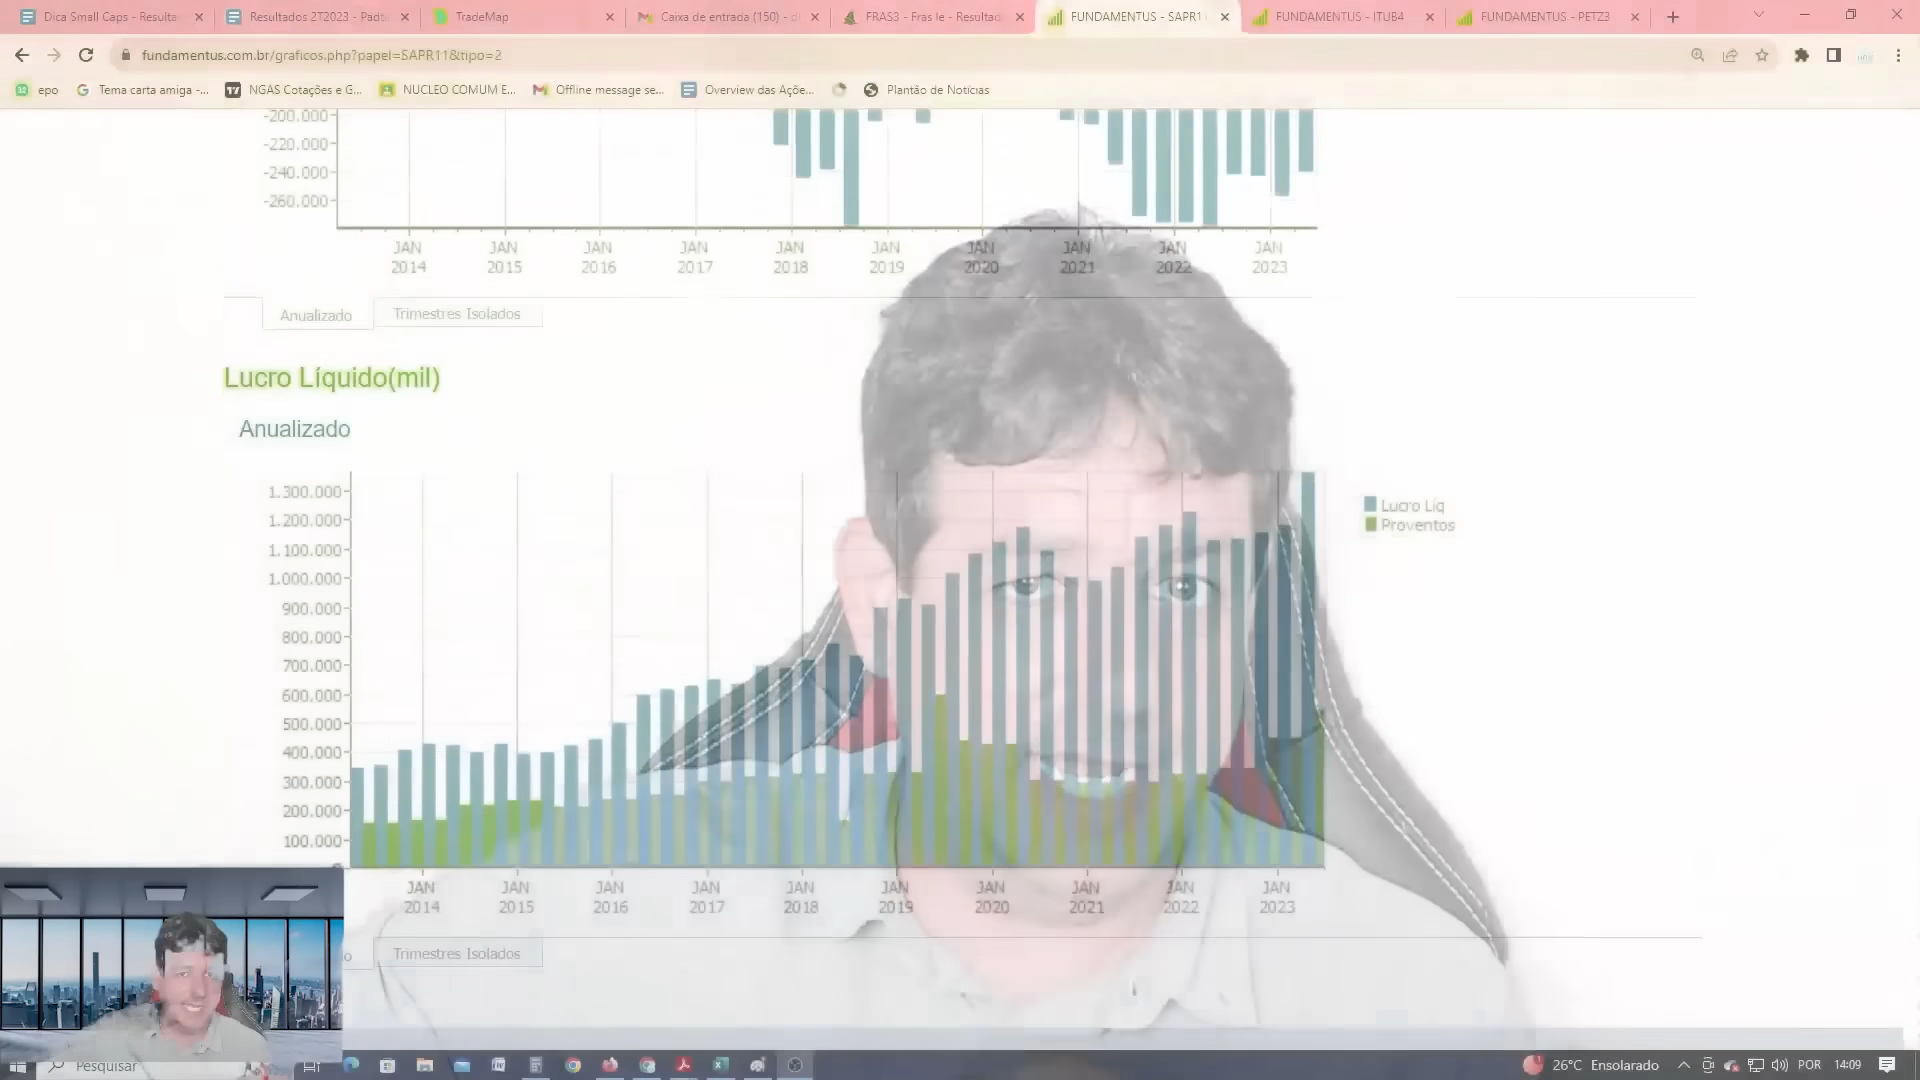 Dica Small Caps - Resulta
Resultados 2T2023 - Padt
TradeMap
Caixa de entrada (150) - d
FRAS3 - Fras le - Resultad
FUNDAMENTUS - SAPR1
FUNDAMENTUS - ITUB4
FUNDAMENTUS - PETZ3
fundamentus.com.br/graficos.php?papel=SAPR11&tipo=2
epo
Tema carta amiga -...
NGAS Cotações e G...
NUCLEO COMUM E...
Offline message se...
Overview das Açõe...
Plantão de Notícias
-200.000
-220.000
-240.000
-260.000
JAN JAN JAN JAN JAN JAN JAN JAN JAN JAN
2014 2015 2016 2017 2018 2019 2020 2021 2022 2023
Anualizado
Trimestres Isolados
Lucro Líquido(mil)
Anualizado
1.300.000
1.200.000
1.100.000
1.000.000
900.000
800.000
700.000
600.000
500.000
400.000
300.000
200.000
100.000
Lucro Líq
Proventos
JAN JAN JAN JAN JAN JAN JAN JAN JAN JAN
2014 2015 2016 2017 2018 2019 2020 2021 2022 2023
Trimestres Isolados
Pesquisar
26°C Ensolarado
POR
14:09